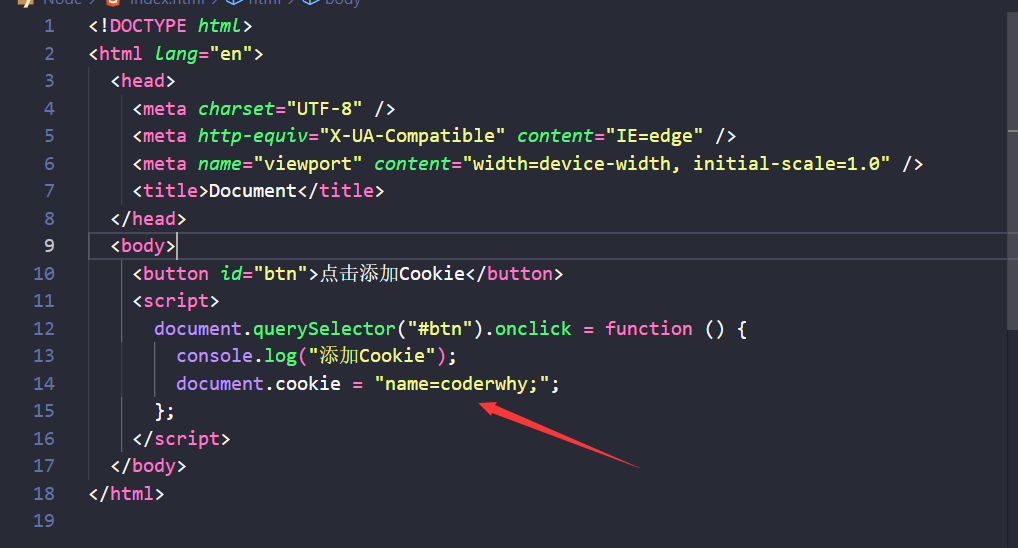 Node > index.html > html > body
1 <!DOCTYPE html>
2 <html lang="en">
3 <head>
4 <meta charset="UTF-8" />
5 <meta http-equiv="X-UA-Compatible" content="IE=edge" />
6 <meta name="viewport" content="width=device-width, initial-scale=1.0" />
7 <title>Document</title>
8 </head>
9 <body>
10 <button id="btn">点击添加Cookie</button>
11 <script>
12 document.querySelector("#btn").onclick = function () {
13 console.log("添加Cookie");
14 document.cookie = "name=coderwhy;";
15 };
16 </script>
17 </body>
18 </html>
19